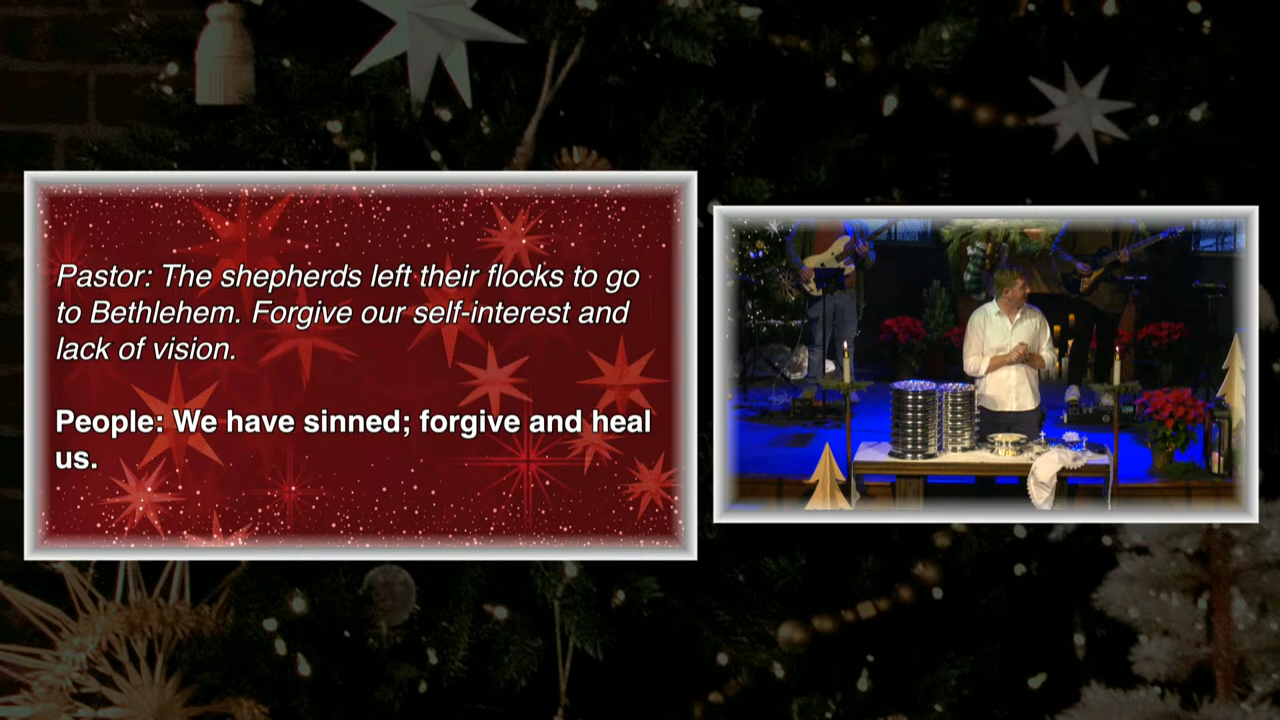 Pastor: The shepherds left their flocks to go
to Bethlehem. Forgive our self-interest and
lack of vision.
People: We have sinned; forgive and heal
us.